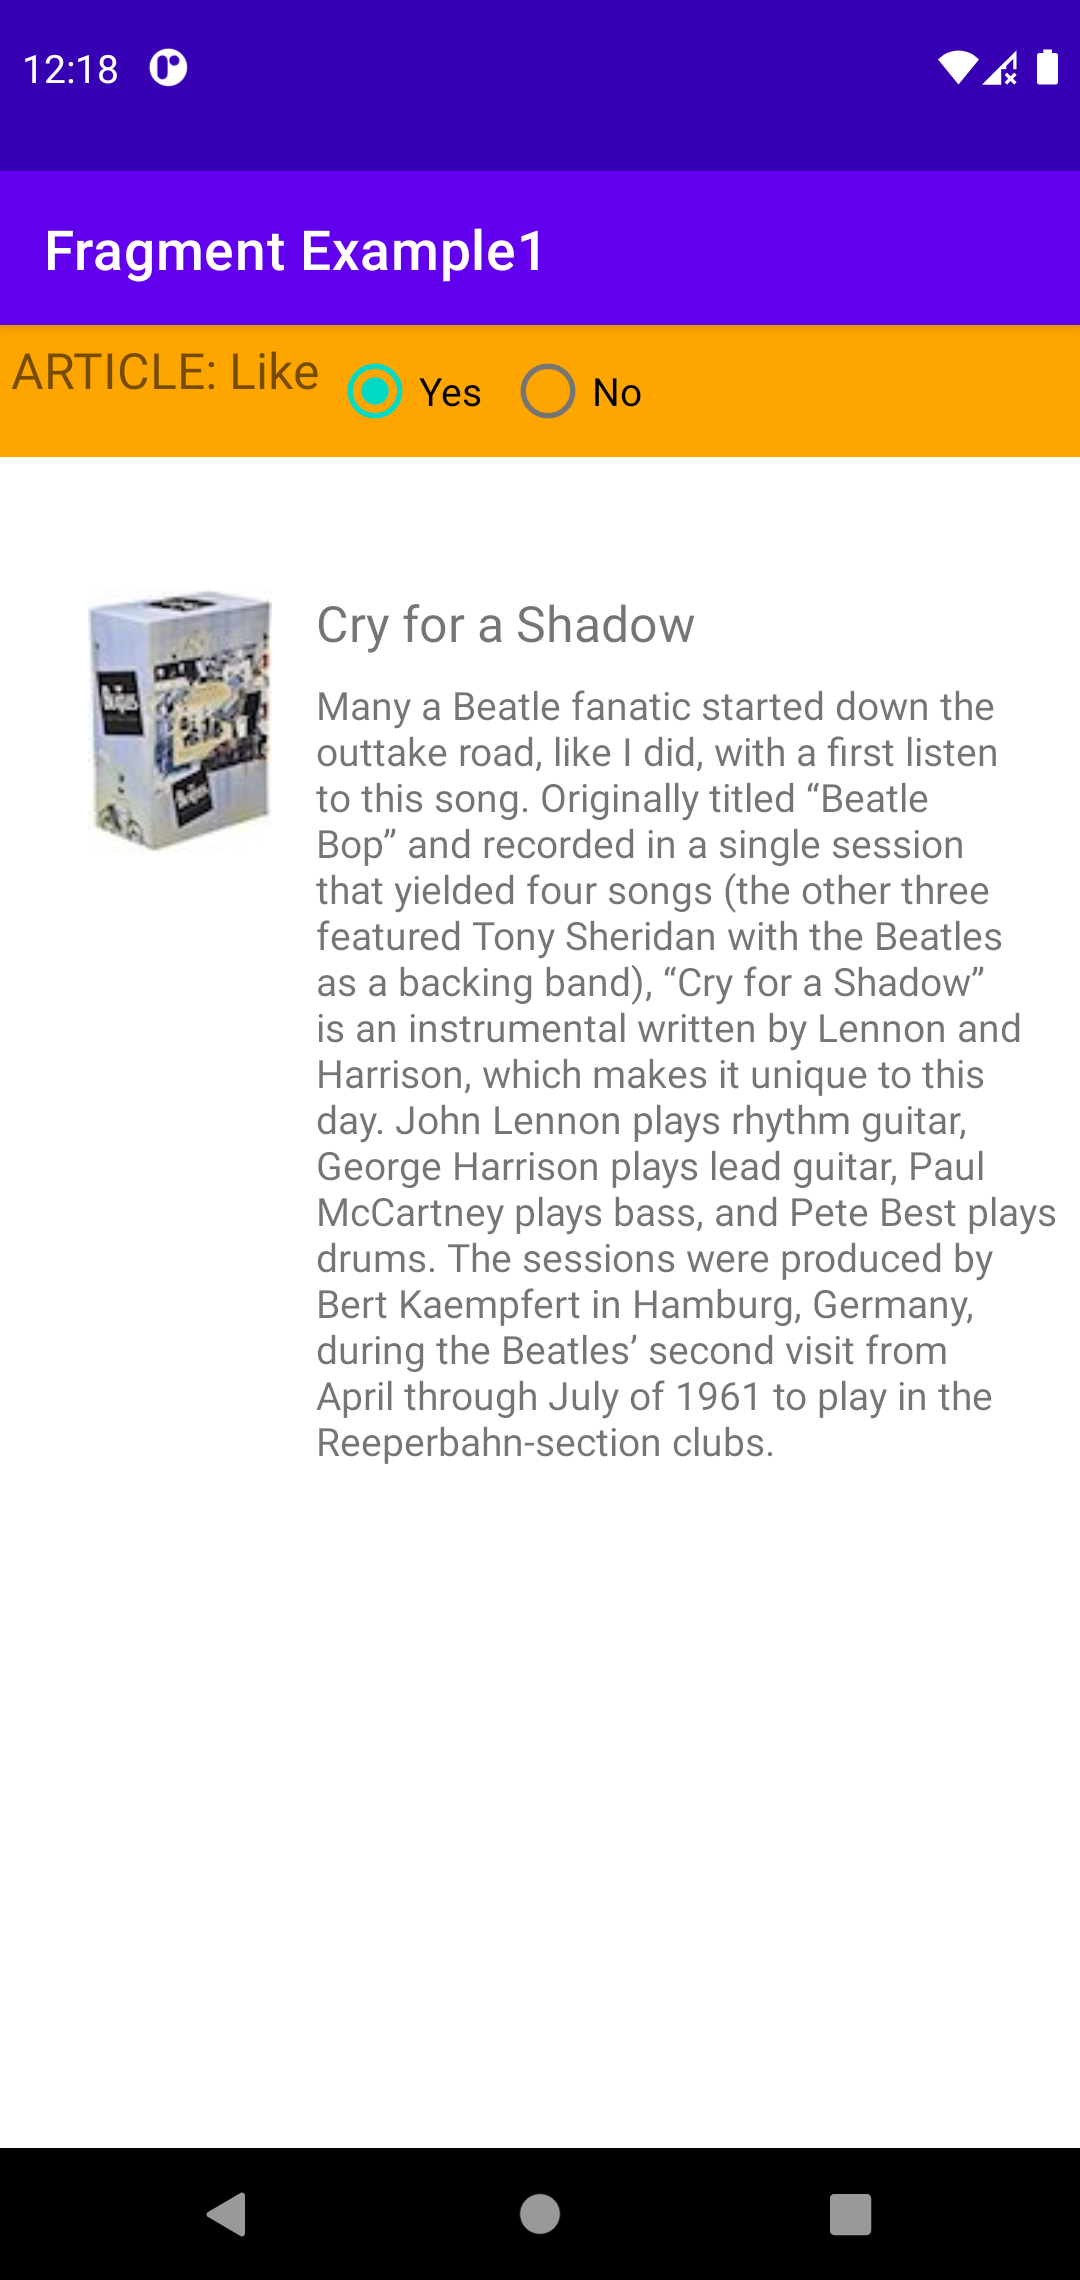 12:18
Fragment Example1
ARTICLE: Like Yes No
Cry for a Shadow
Many a Beatle fanatic started down the
outtake road, like I did, with a first listen
to this song. Originally titled “Beatle
Bop” and recorded in a single session
that yielded four songs (the other three
featured Tony Sheridan with the Beatles
as a backing band), “Cry for a Shadow”
is an instrumental written by Lennon and
Harrison, which makes it unique to this
day. John Lennon plays rhythm guitar,
George Harrison plays lead guitar, Paul
McCartney plays bass, and Pete Best plays
drums. The sessions were produced by
Bert Kaempfert in Hamburg, Germany,
during the Beatles’ second visit from
April through July of 1961 to play in the
Reeperbahn-section clubs.